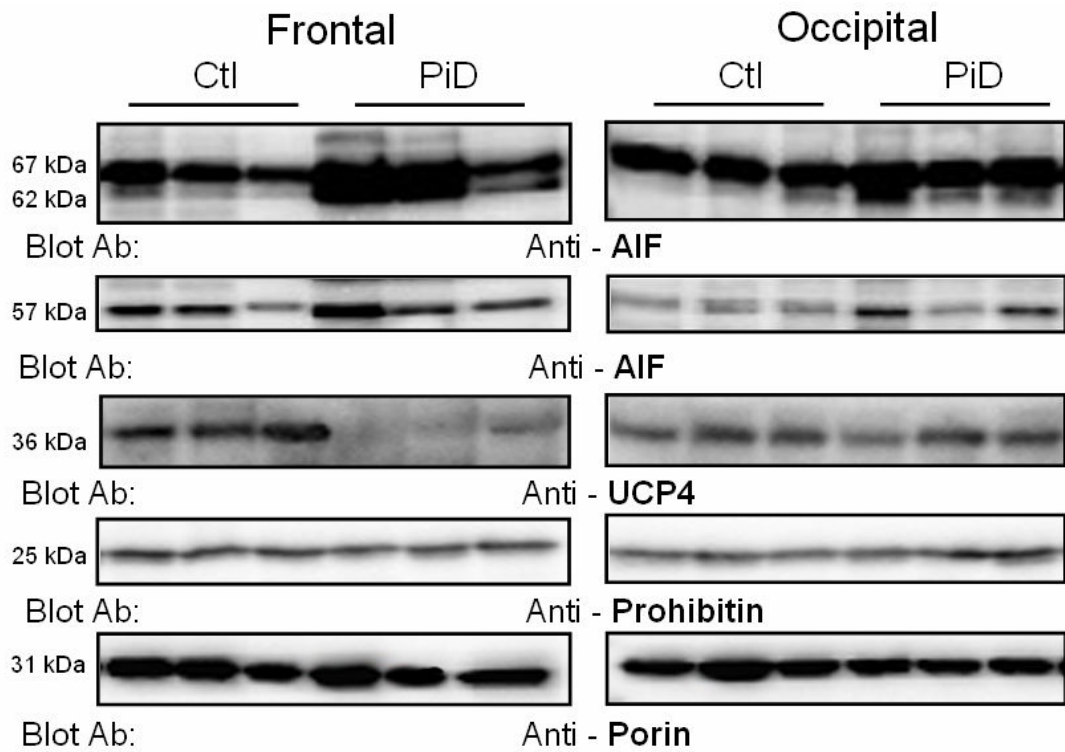 Frontal Occipital
Ctl PiD Ctl PiD
67 kDa
62 kDa
Blot Ab: Anti - AIF
57 kDa
Blot Ab: Anti - AIF
36 kDa
Blot Ab: Anti - UCP4
25 kDa
Blot Ab: Anti - Prohibitin
31 kDa
Blot Ab: Anti - Porin